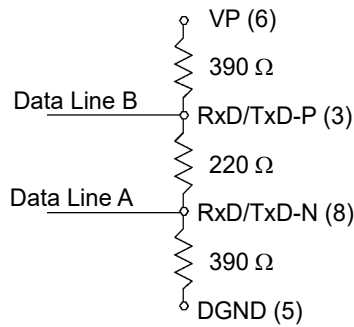 VP (6)
390 Ω
Data Line B
RxD/TxD-P (3)
220 Ω
Data Line A
RxD/TxD-N (8)
390 Ω
DGND (5)